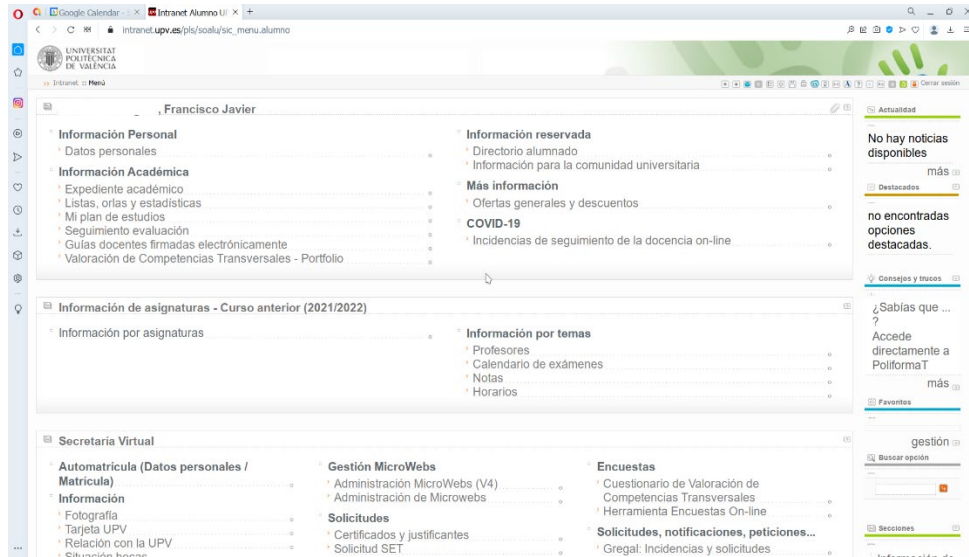 Google Calendar -
Intranet Alumno UP
intranet.upv.es/pls/soalu/sic_menu.alumno
UNIVERSITAT
POLITÈCNICA
DE VALÈNCIA
Intranet :: Menú
Cerrar sesión
, Francisco Javier
Información Personal
Datos personales
Información Académica
Expediente académico
Listas, orlas y estadísticas
Mi plan de estudios
Seguimiento evaluación
Guías docentes firmadas electrónicamente
Valoración de Competencias Transversales - Portfolio
Información reservada
Directorio alumnado
Información para la comunidad universitaria
Más información
Ofertas generales y descuentos
COVID-19
Incidencias de seguimiento de la docencia on-line
Información de asignaturas - Curso anterior (2021/2022)
Información por asignaturas
Información por temas
Profesores
Calendario de exámenes
Notas
Horarios
Secretaría Virtual
Automatrícula (Datos personales /
Matrícula)
Información
Fotografía
Tarjeta UPV
Relación con la UPV
Situación becas
Gestión MicroWebs
Administración MicroWebs (V4)
Administración de Microwebs
Solicitudes
Certificados y justificantes
Solicitud SET
Encuestas
Cuestionario de Valoración de
Competencias Transversales
Herramienta Encuestas On-line
Solicitudes, notificaciones, peticiones...
Gregal: Incidencias y solicitudes
Actualidad
No hay noticias
disponibles
más
Destacados
no encontradas
opciones
destacadas.
Consejos y trucos
¿Sabías que ...
?
Accede
directamente a
PoliformaT
más
Favoritos
gestión
Buscar opción
Secciones
Información de